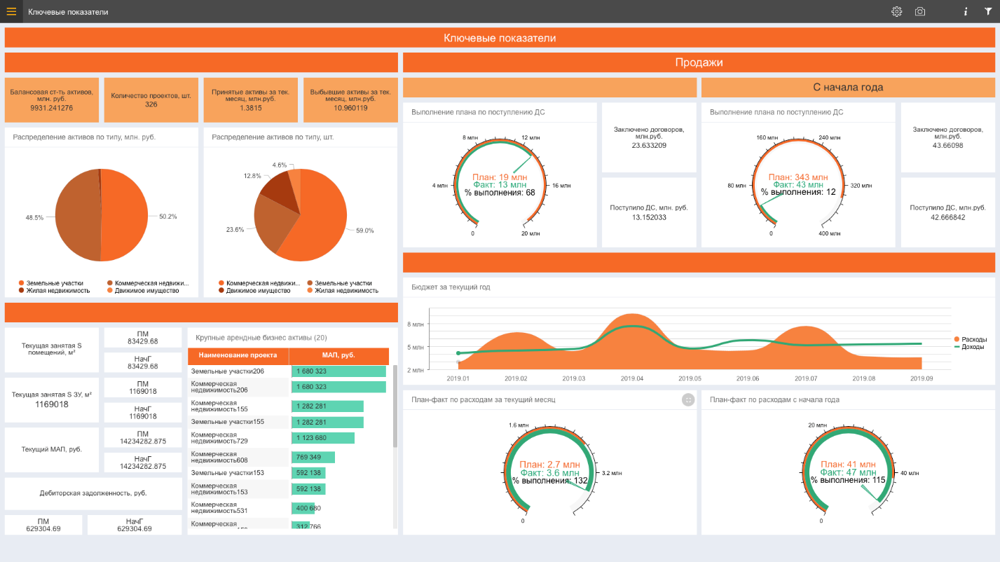 Ключевые показатели
Ключевые показатели
Продажи
Балансовая ст-ть активов,
млн. руб.
9931.241276
Количество проектов, шт.
326
Принятые активы за тек.
месяц, млн.руб.
1.3815
Выбывшие активы за тек.
месяц, млн.руб.
10.960119
С начала года
Распределение активов по типу, млн. руб.
48.5%
50.2%
Земельные участки
Коммерческая недвижи...
Жилая недвижимость
Движимое имущество
Распределение активов по типу, шт.
4.6%
12.8%
23.6%
59.0%
Коммерческая недвижи...
Земельные участки
Движимое имущество
Жилая недвижимость
Выполнение плана по поступлению ДС
8 млн
12 млн
4 млн
16 млн
0
20 млн
План: 19 млн
Факт: 13 млн
% выполнения: 68
Заключено договоров,
млн.руб.
23.633209
Поступило ДС, млн. руб.
13.152033
Выполнение плана по поступлению ДС
160 млн
240 млн
80 млн
320 млн
0
400 млн
План: 343 млн
Факт: 43 млн
% выполнения: 12
Заключено договоров,
млн.руб.
43.66098
Поступило ДС, млн.руб.
42.666842
Бюджет за текущий год
8 млн
5 млн
2 млн
2019.01
2019.02
2019.03
2019.04
2019.05
2019.06
2019.07
2019.08
2019.09
Расходы
Доходы
Текущая занятая S
помещений, м²
ПМ
83429.68
НачГ
83429.68
Текущая занятая S ЗУ, м²
1169018
ПМ
1169018
НачГ
1169018
Текущий МАП, руб.
ПМ
14234282.875
НачГ
14234282.875
Дебиторская задолженность, руб.
ПМ
629304.69
НачГ
629304.69
Крупные арендные бизнес активы (20)
Наименование проекта
МАП, руб.
Земельные участки206
1 680 323
Коммерческая
недвижимость206
1 680 323
Коммерческая
недвижимость155
1 282 281
Земельные участки155
1 282 281
Коммерческая
недвижимость729
1 123 680
Коммерческая
недвижимость608
769 349
Земельные участки153
592 138
Коммерческая
недвижимость153
592 138
Коммерческая
недвижимость531
400 680
Коммерческая
312 766
План-факт по расходам за текущий месяц
1.6 млн
3.2 млн
0
План: 2.7 млн
Факт: 3.6 млн
% выполнения: 132
План-факт по расходам с начала года
20 млн
40 млн
0
План: 41 млн
Факт: 47 млн
% выполнения: 115